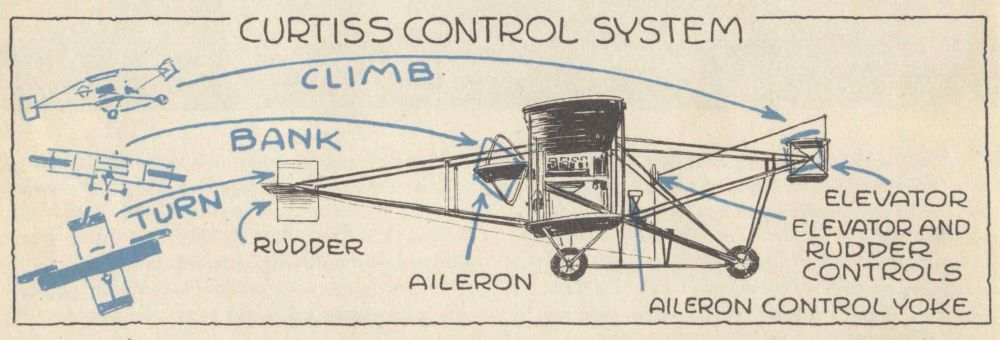 CURTISS CONTROL SYSTEM
CLIMB
BANK
TURN
RUDDER
AILERON
ELEVATOR
ELEVATOR AND
RUDDER
CONTROLS
AILERON CONTROL YOKE